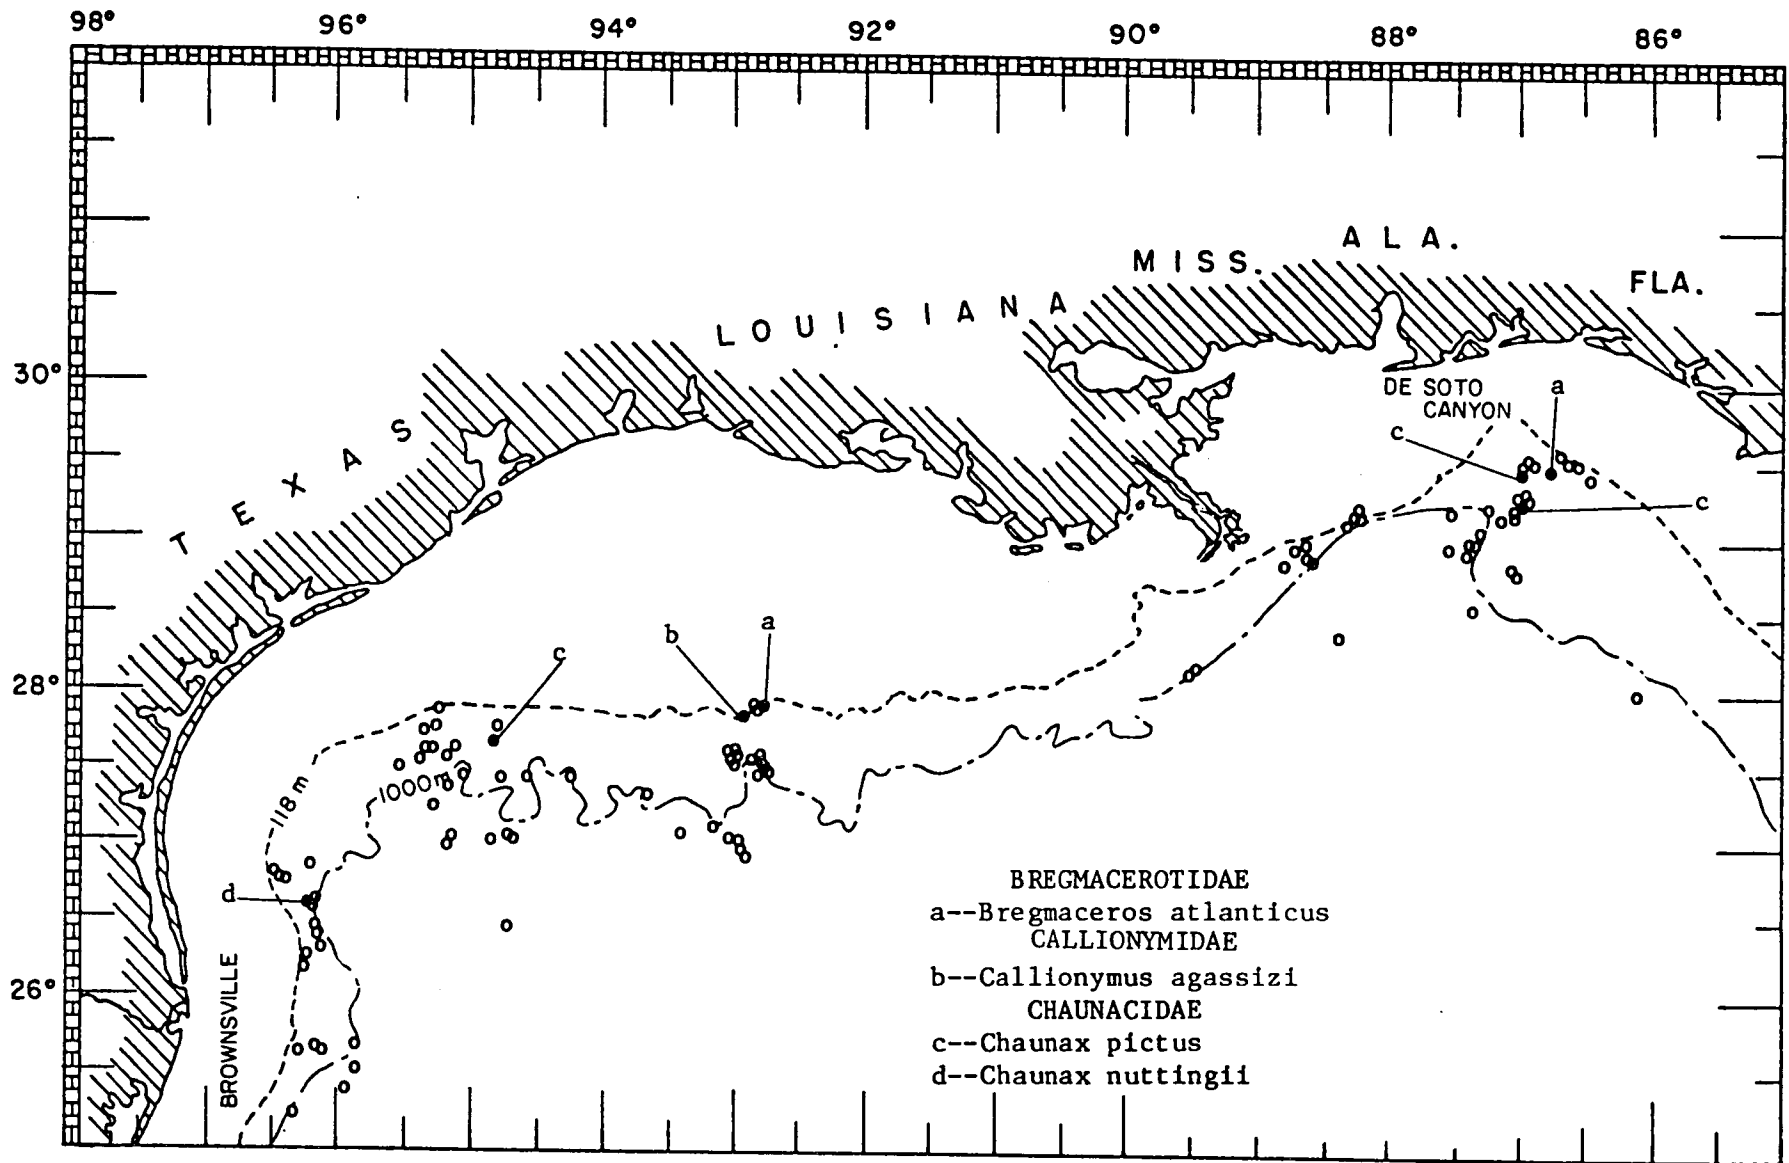 98° 96° 94° 92° 90° 88° 86°
ALA.
MISS.
FLA.
LOUISIANA
30°
DE SOTO
CANYON
a
c
TEXAS
c
b
a
c
28°
1000m
118 m
d
26°
BROWNSVILLE
BREGMACEROTIDAE
a--Bregmaceros atlanticus
CALLIONYMIDAE
b--Callionymus agassizi
CHAUNACIDAE
c--Chaunax pictus
d--Chaunax nuttingii